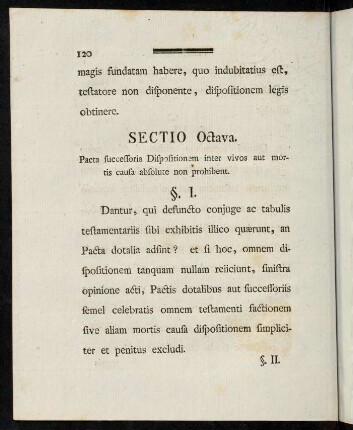 120
magis fundatam habere, quo indubitatius eſt,
teſtatore non diſponente, diſpoſitionem legis
obtinere.
SECTIO Octava.
Pacta ſucceſſoria Diſpoſitionem inter vivos aut mor-
tis cauſa abſolute non prohibent.
§. I.
Dantur, qui defuncto conjuge ac tabulis
teſtamentariis ſibi exhibitis illico quærunt, an
Pacta dotalia adſint? et ſi hoc, omnem di-
ſpoſitionem tanquam nullam reiiciunt, ſiniſtra
opinione acti, Pactis dotalibus aut ſucceſſoriis
ſemel celebratis omnem teſtamenti factionem
ſive aliam mortis cauſa diſpoſitionem ſimplici-
ter et penitus excludi.
§. II.